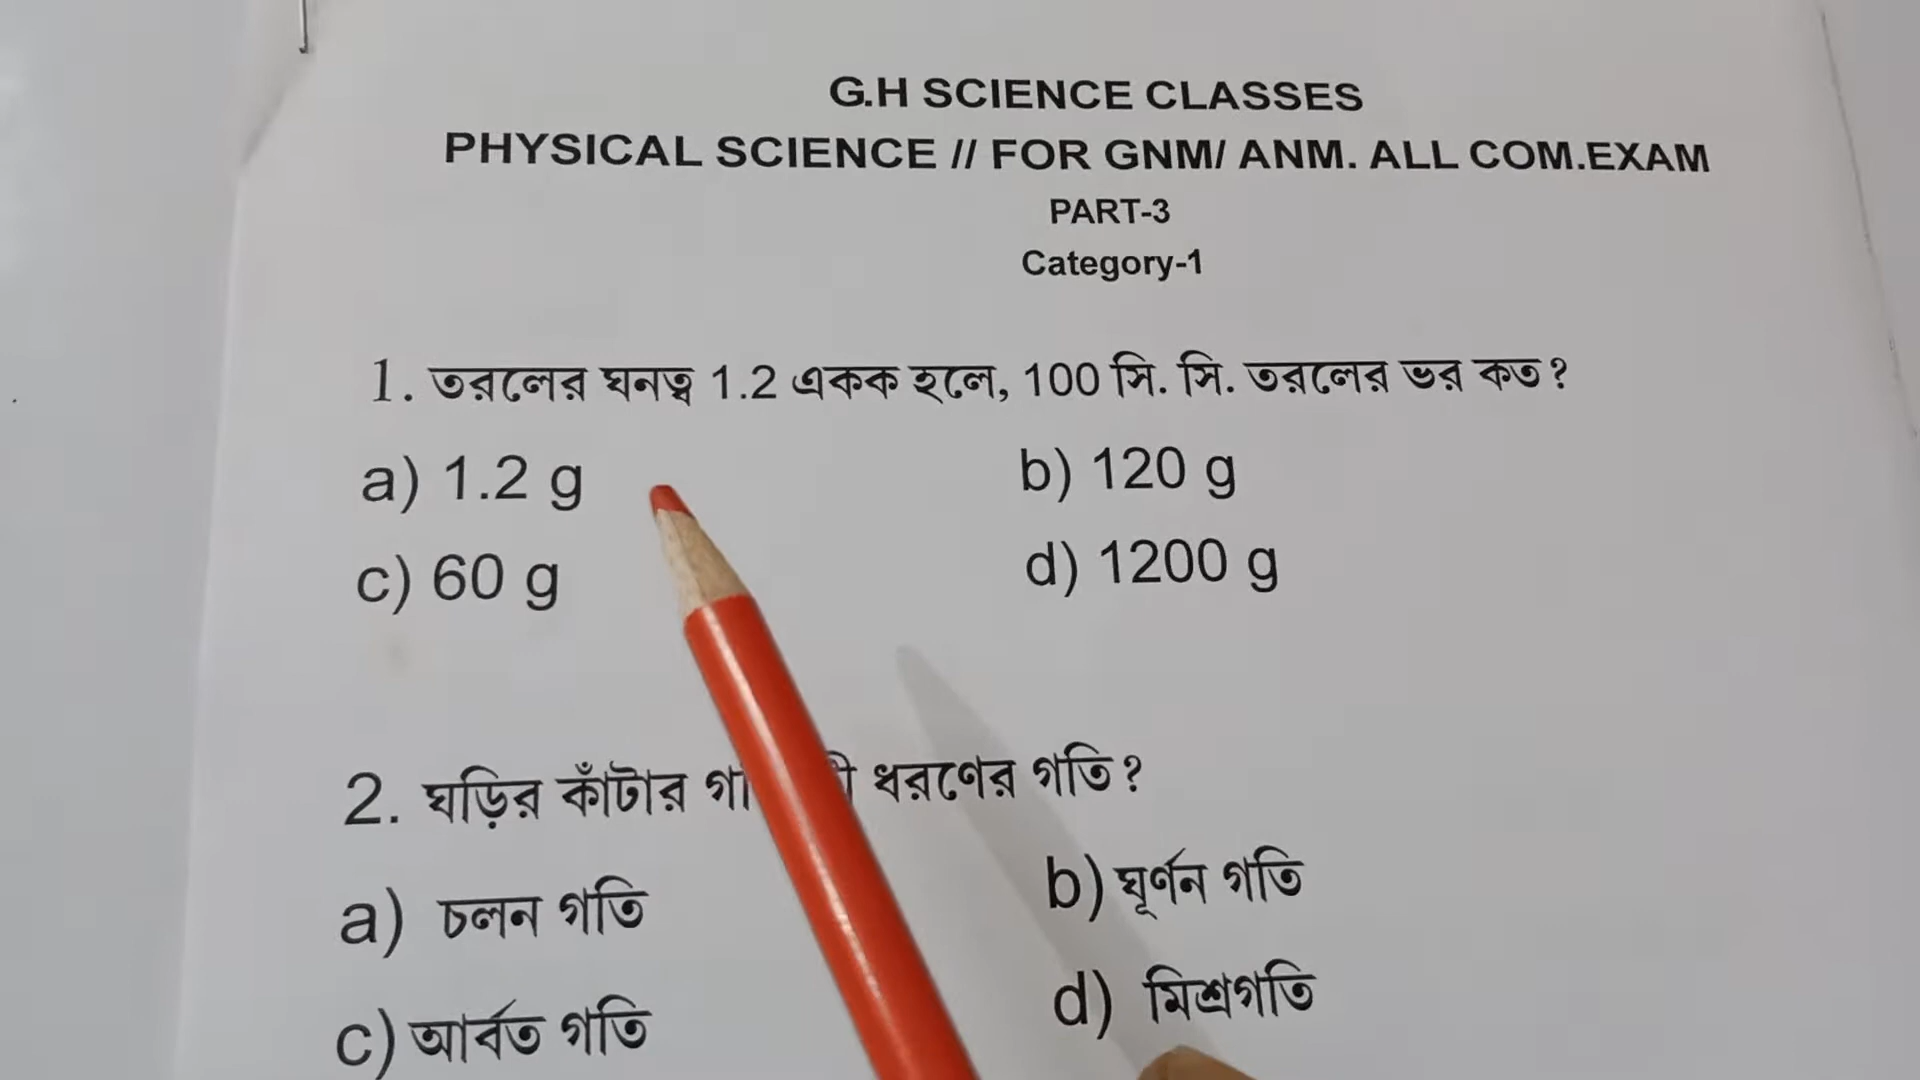 G.H SCIENCE CLASSES
PHYSICAL SCIENCE // FOR GNM/ ANM. ALL COM.EXAM
PART-3
Category-1
1. তরলের ঘনত্ব 1.2 একক হলে, 100 সি. সি. তরলের ভর কত?
a) 1.2 g b) 120 g
c) 60 g d) 1200 g
2. ঘড়ির কাঁটার ধরণের গতি?
a) চলন গতি b) ঘূর্ণন গতি
c) আর্বত গতি d) মিশ্রগতি